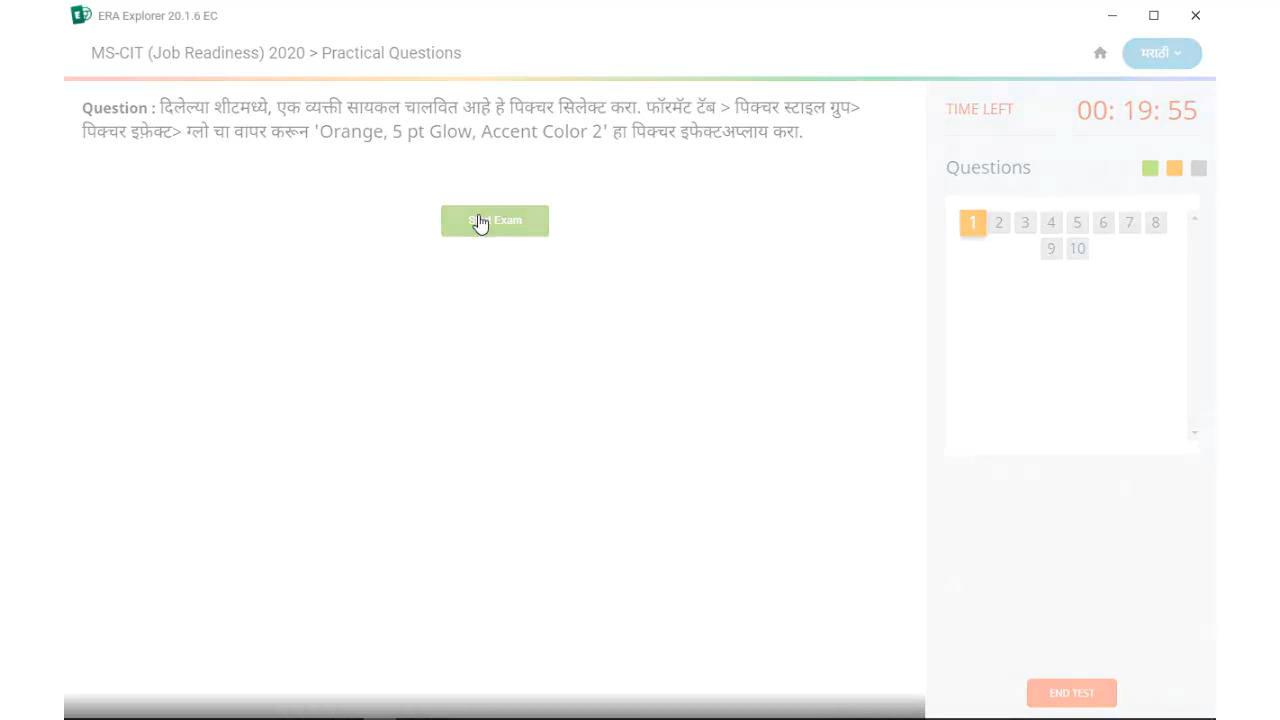 ERA Explorer 20.1.6 EC
MS-CIT (Job Readiness) 2020 > Practical Questions
मराठी
Question : दिलेल्या शीटमध्ये, एक व्यक्ती सायकल चालवित आहे हे पिक्चर सिलेक्ट करा. फॉरमॅट टॅब > पिक्चर स्टाइल ग्रुप>
पिक्चर इफ़ेक्ट> ग्लो चा वापर करून 'Orange, 5 pt Glow, Accent Color 2' हा पिक्चर इफेक्टअप्लाय करा.
Exam
TIME LEFT
00: 19: 55
Questions
1 2 3 4 5 6 7 8
9 10
END TEST